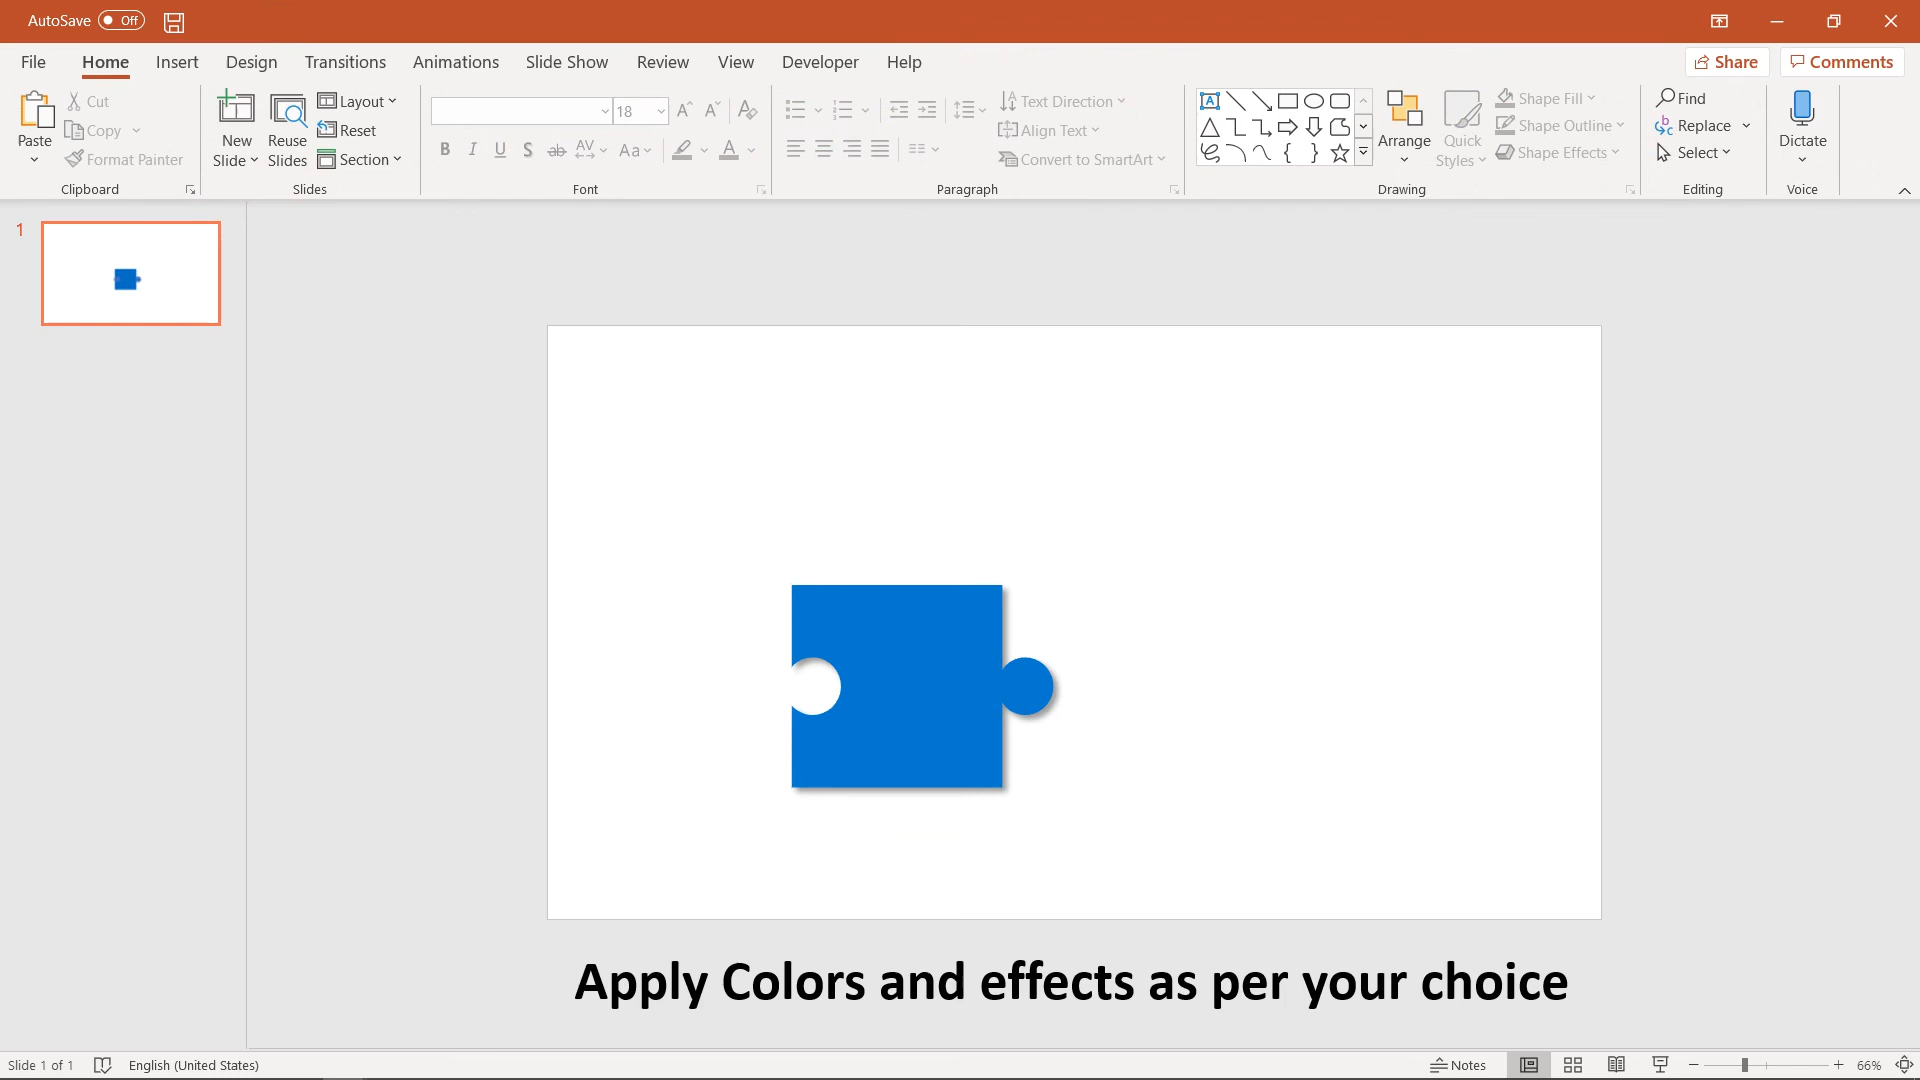 AutoSave Off
File Home Insert Design Transitions Animations Slide Show Review View Developer Help Share Comments
Paste
Cut
Copy
Format Painter
Clipboard
New Slide
Reuse Slides
Layout
Reset
Section
Slides
18
B I U S ab AV Aa A
Font
Text Direction
Align Text
Convert to SmartArt
Paragraph
Arrange
Quick Styles
Shape Fill
Shape Outline
Shape Effects
Drawing
Find
Replace
Select
Editing
Dictate
Voice
1
Apply Colors and effects as per your choice
Slide 1 of 1 English (United States) Notes 66%